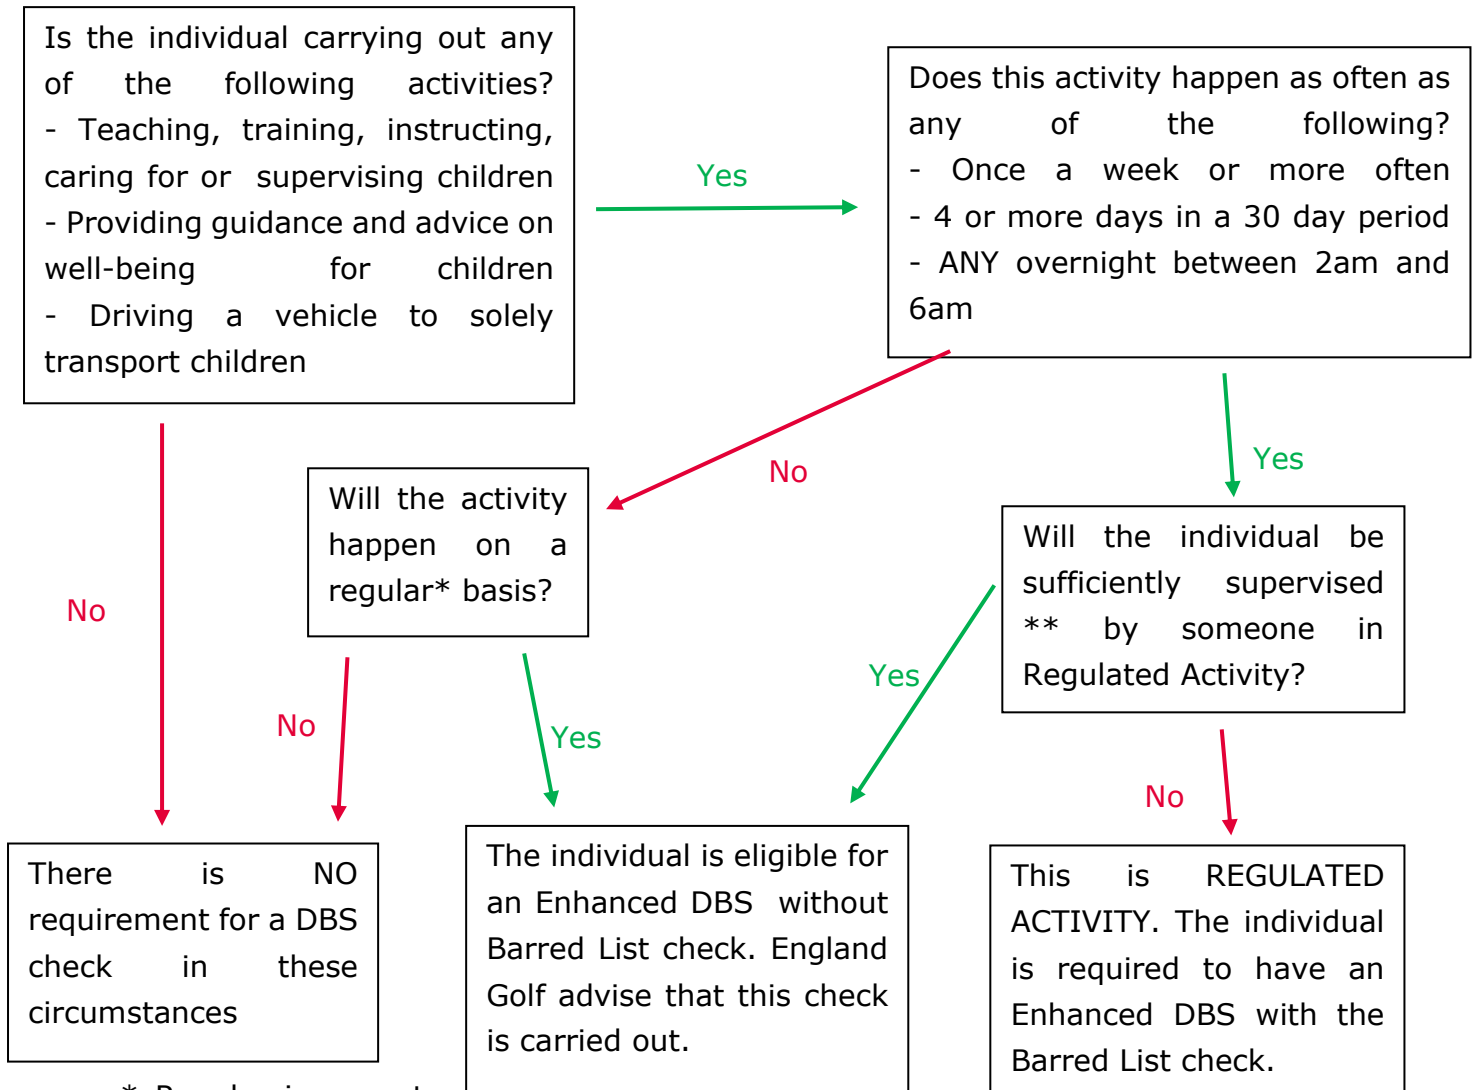 Is the individual carrying out any
of the following activities?
- Teaching, training, instructing,
caring for or supervising children
- Providing guidance and advice on
well-being for children
- Driving a vehicle to solely
transport children
Yes
Does this activity happen as often as
any of the following?
- Once a week or more often
- 4 or more days in a 30 day period
- ANY overnight between 2am and
6am
No
Yes
Will the activity
happen on a
regular* basis?
Will the individual be
sufficiently supervised
** by someone in
Regulated Activity?
No
No
Yes
Yes
No
There is NO
requirement for a DBS
check in these
circumstances
The individual is eligible for
an Enhanced DBS without
Barred List check. England
Golf advise that this check
is carried out.
This is REGULATED
ACTIVITY. The individual
is required to have an
Enhanced DBS with the
Barred List check.